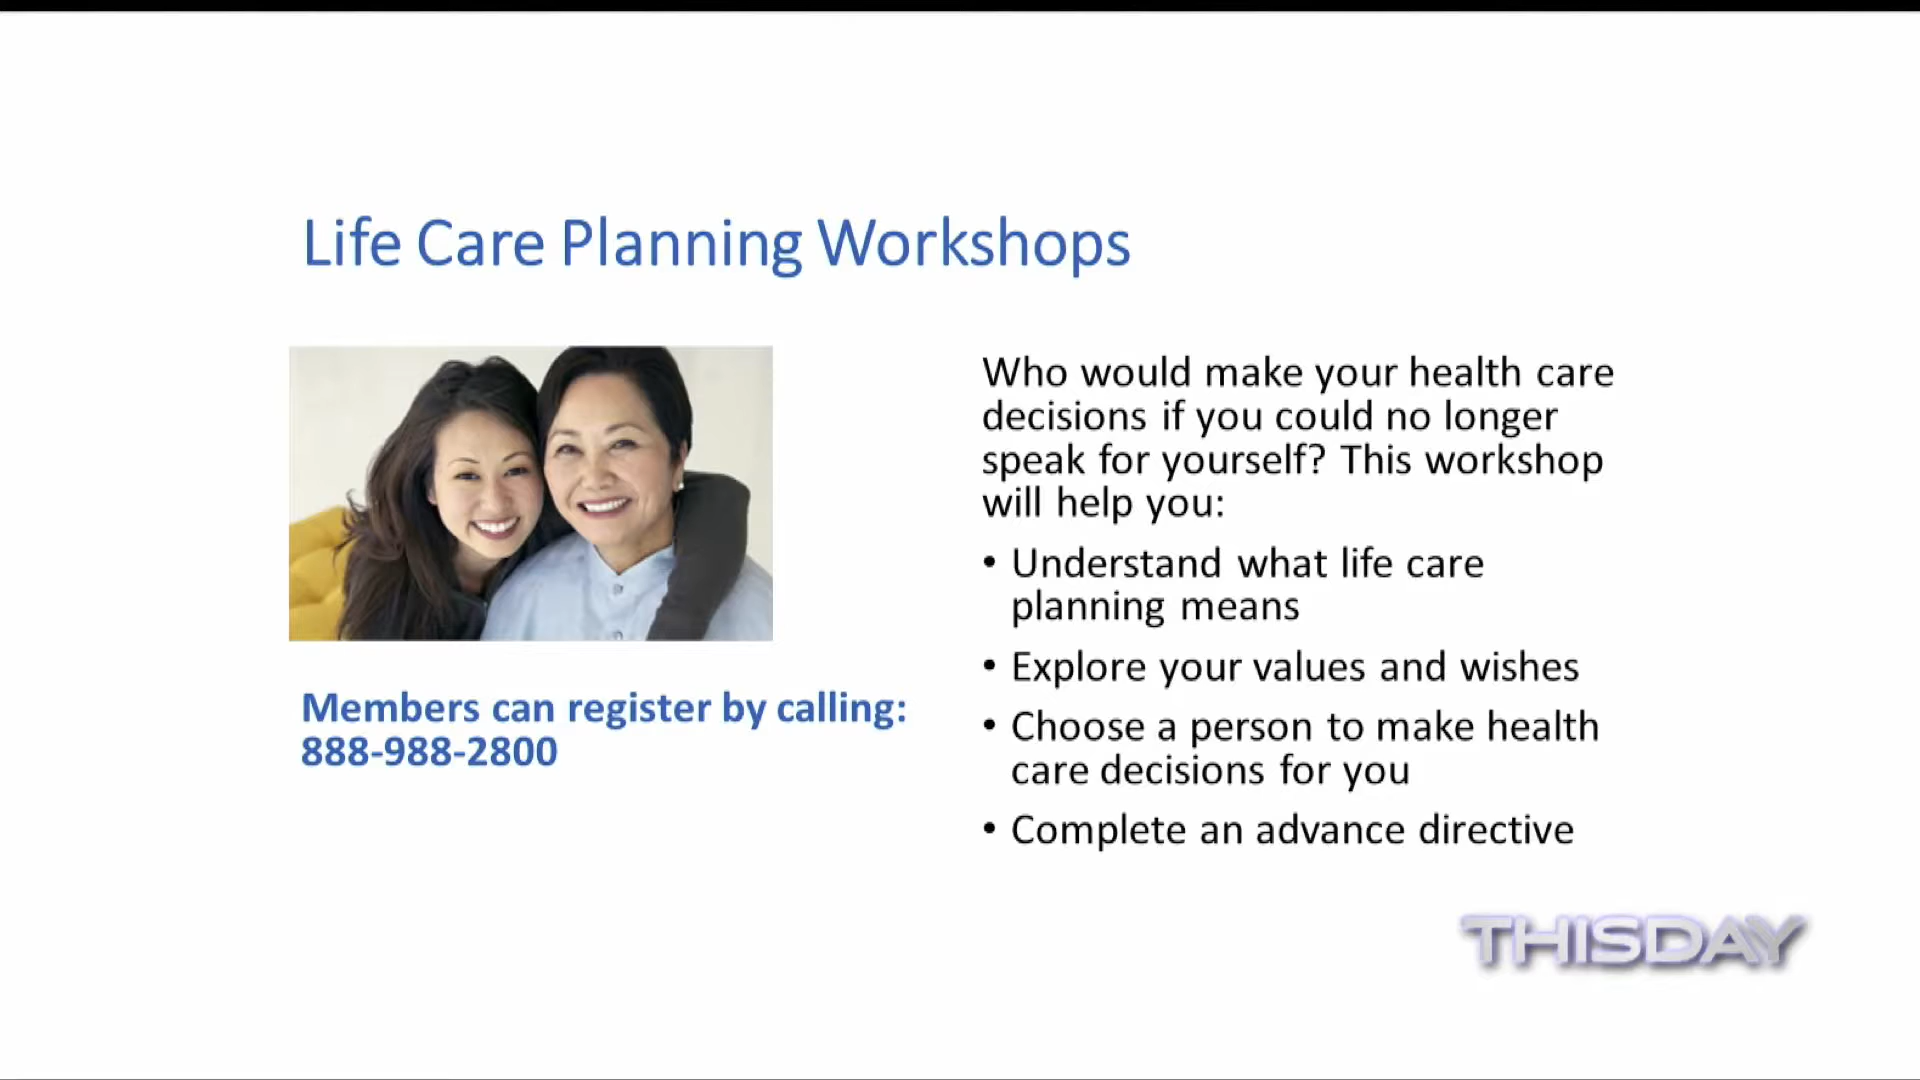 Life Care Planning Workshops
Members can register by calling:
888-988-2800
Who would make your health care
decisions if you could no longer
speak for yourself? This workshop
will help you:
• Understand what life care
planning means
• Explore your values and wishes
• Choose a person to make health
care decisions for you
• Complete an advance directive
THISDAY